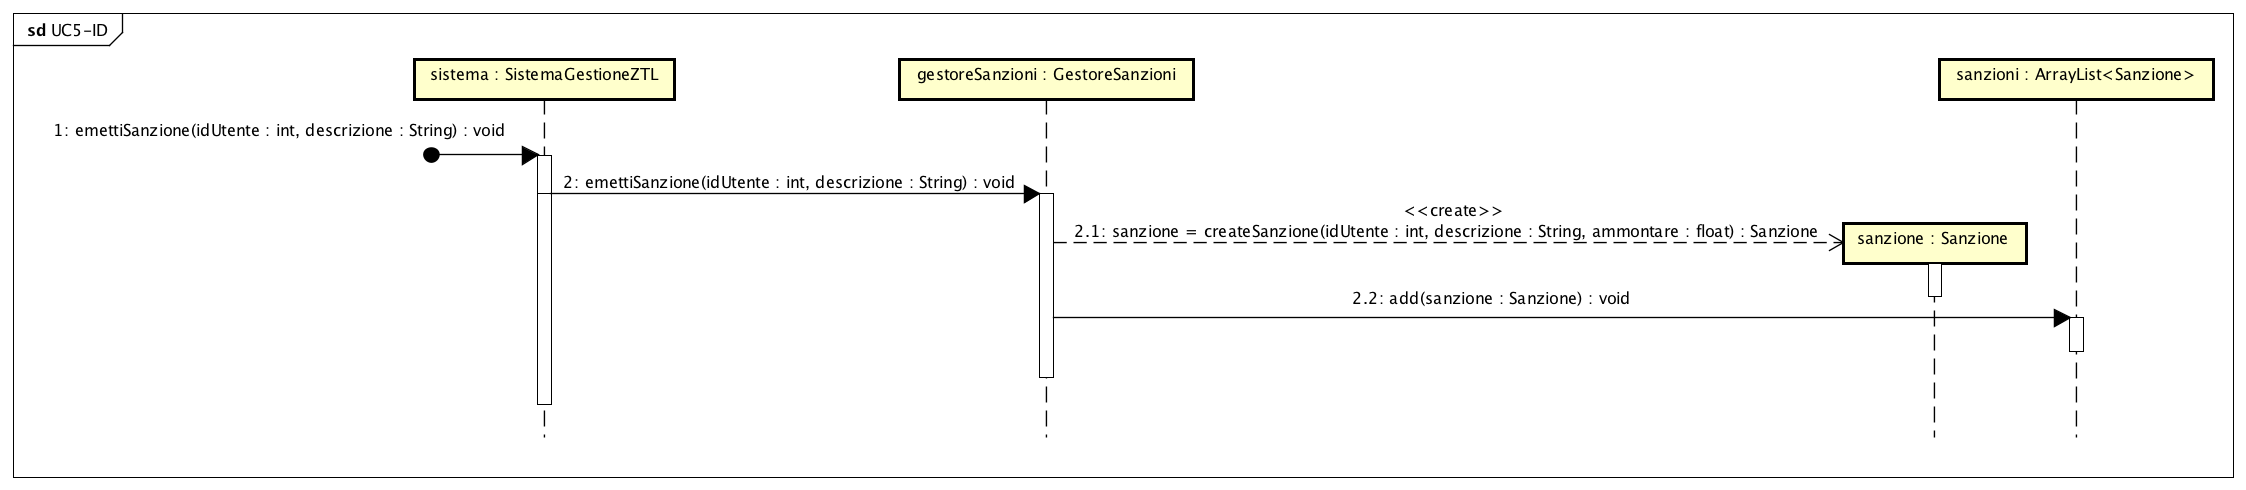 sd UC5-ID
sistema : SistemaGestioneZTL
gestoreSanzioni : GestoreSanzioni
sanzioni : ArrayList<Sanzione>
1: emettiSanzione(idUtente : int, descrizione : String) : void
2: emettiSanzione(idUtente : int, descrizione : String) : void
<<create>>
2.1: sanzione = createSanzione(idUtente : int, descrizione : String, ammontare : float) : Sanzione
sanzione : Sanzione
2.2: add(sanzione : Sanzione) : void